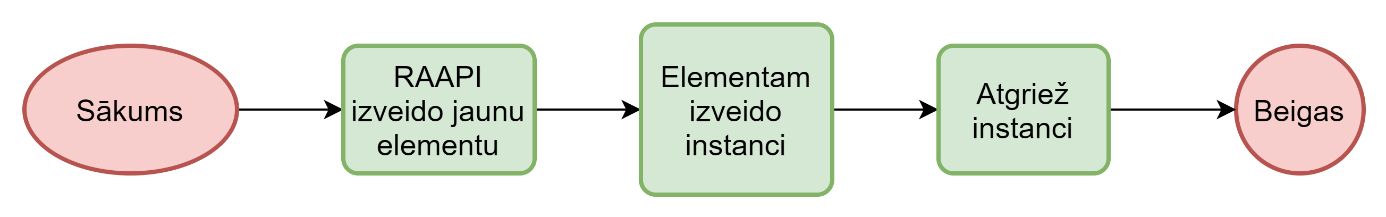 Sākums
RAAPI
izveido jaunu
elementu
Elementam
izveido
instanci
Atgriež
instanci
Beigas